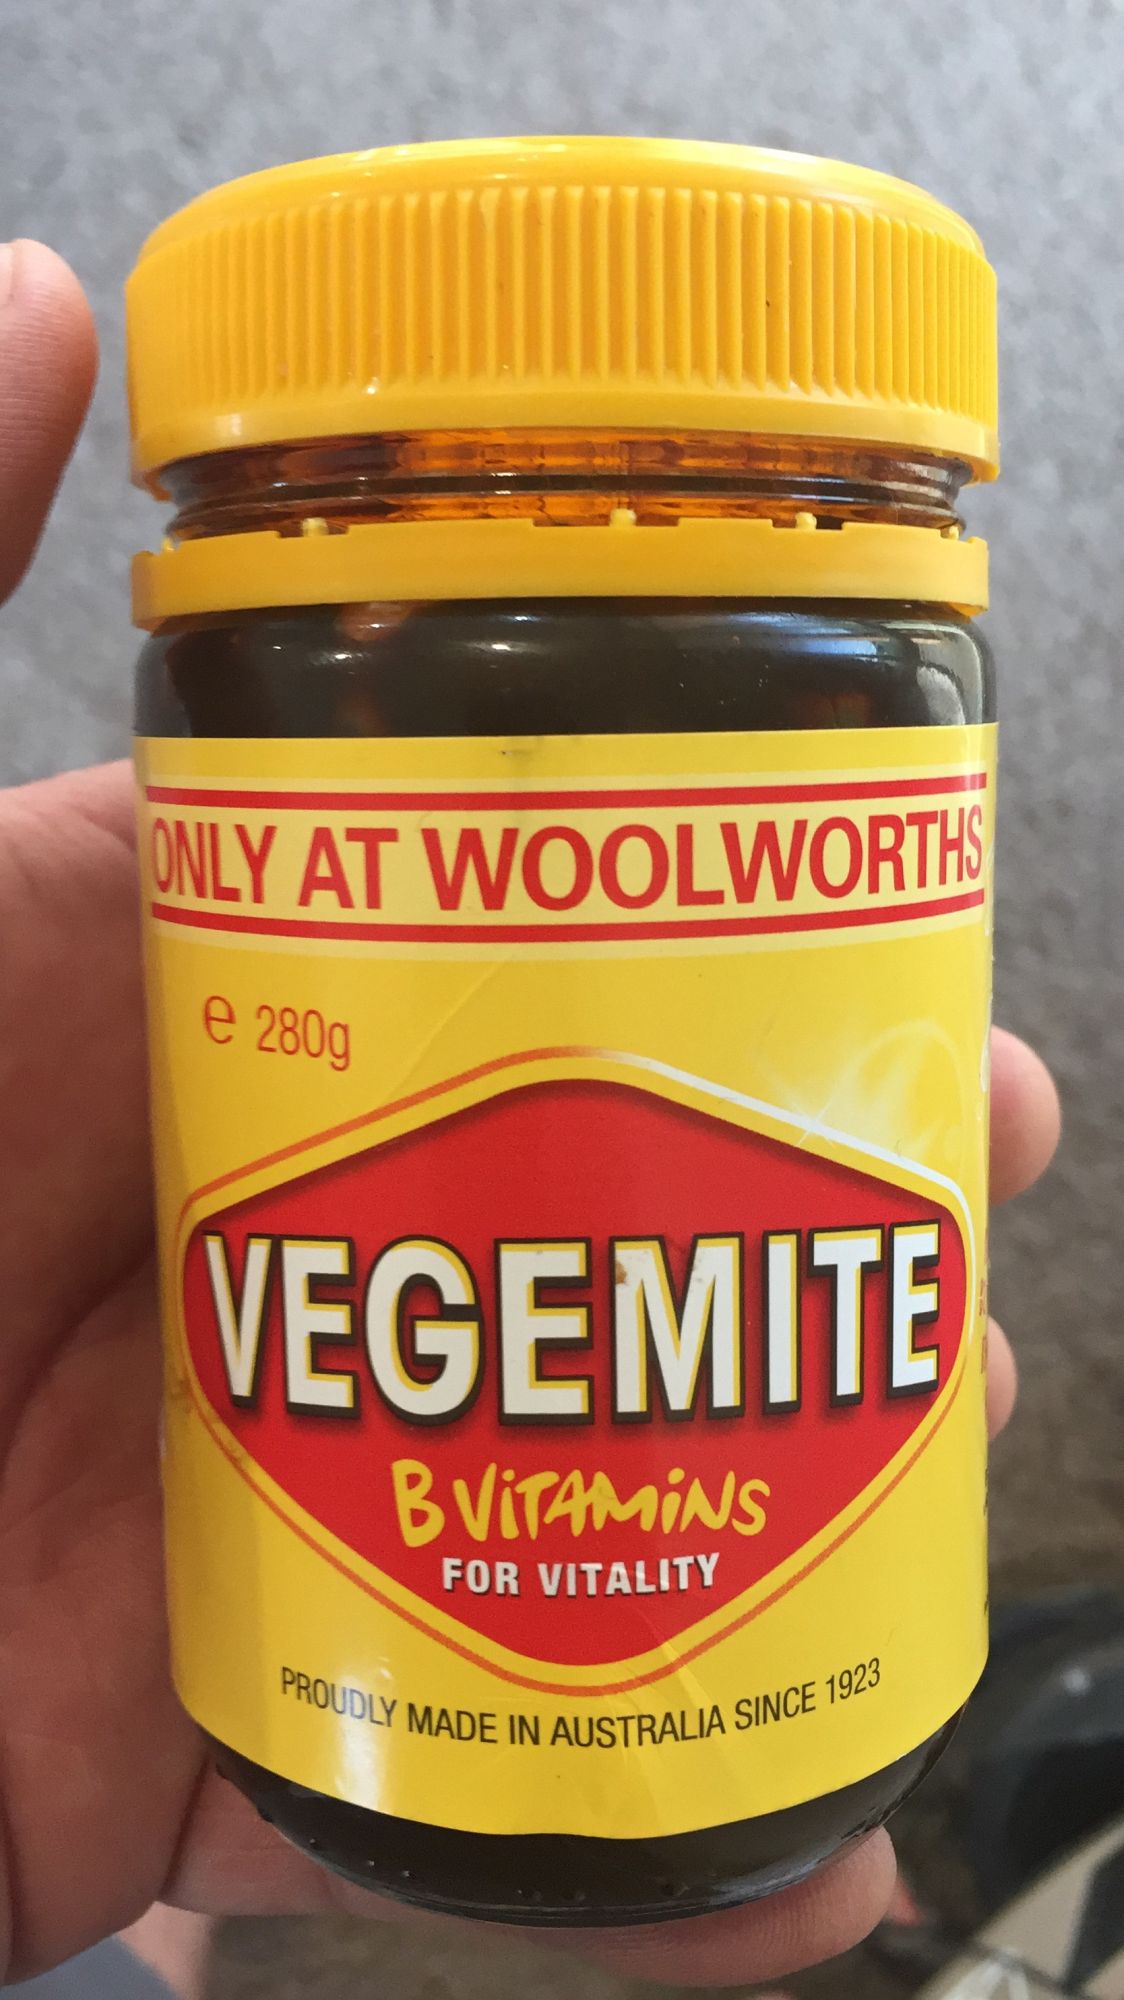 ONLY AT WOOLWORTHS
e 280g
VEGEMITE
B ViTAMiNS
FOR VITALITY
PROUDLY MADE IN AUSTRALIA SINCE 1923